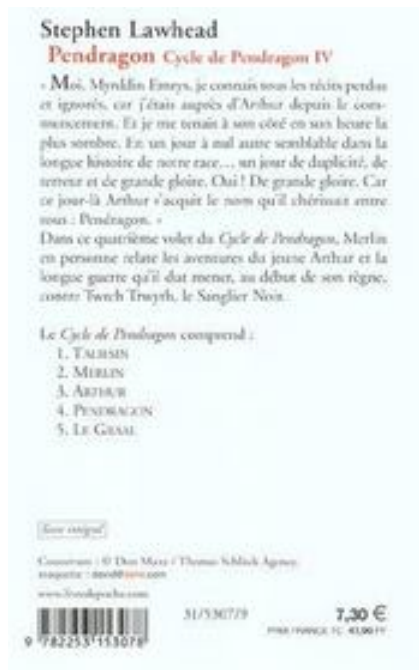 Stephen Lawhead
Pendragon Cycle de Pendragon IV
« Moi, Myrddin Emrys, je connais tous les récits perdus
et ignorés, car j'étais auprès d'Arthur depuis le com-
mencement. Et je me tenais à son côté en son heure la
plus sombre. En un jour à nul autre semblable dans la
longue histoire de notre race… un jour de duplicité, de
terreur et de grande gloire. Oui ! De grande gloire. Car
ce jour-là Arthur s'acquit le nom qu'il chérissait entre
tous : Pendragon. »
Dans ce quatrième volet du Cycle de Pendragon, Merlin
en personne relate les aventures du jeune Arthur et la
longue guerre qu'il dut mener, au début de son règne,
contre Twrch Trwyth, le Sanglier Noir.
Le Cycle de Pendragon comprend :
1. TALIESIN
2. MERLIN
3. ARTHUR
4. PENDRAGON
5. LE GRAAL
Texte intégral
Couverture : © Don Maitz / Thomas Schlück Agency.
maquette :
www.livredepoche.com
31/5307/9
7,30 €
PRIX FRANCE TC
9 782253 153078